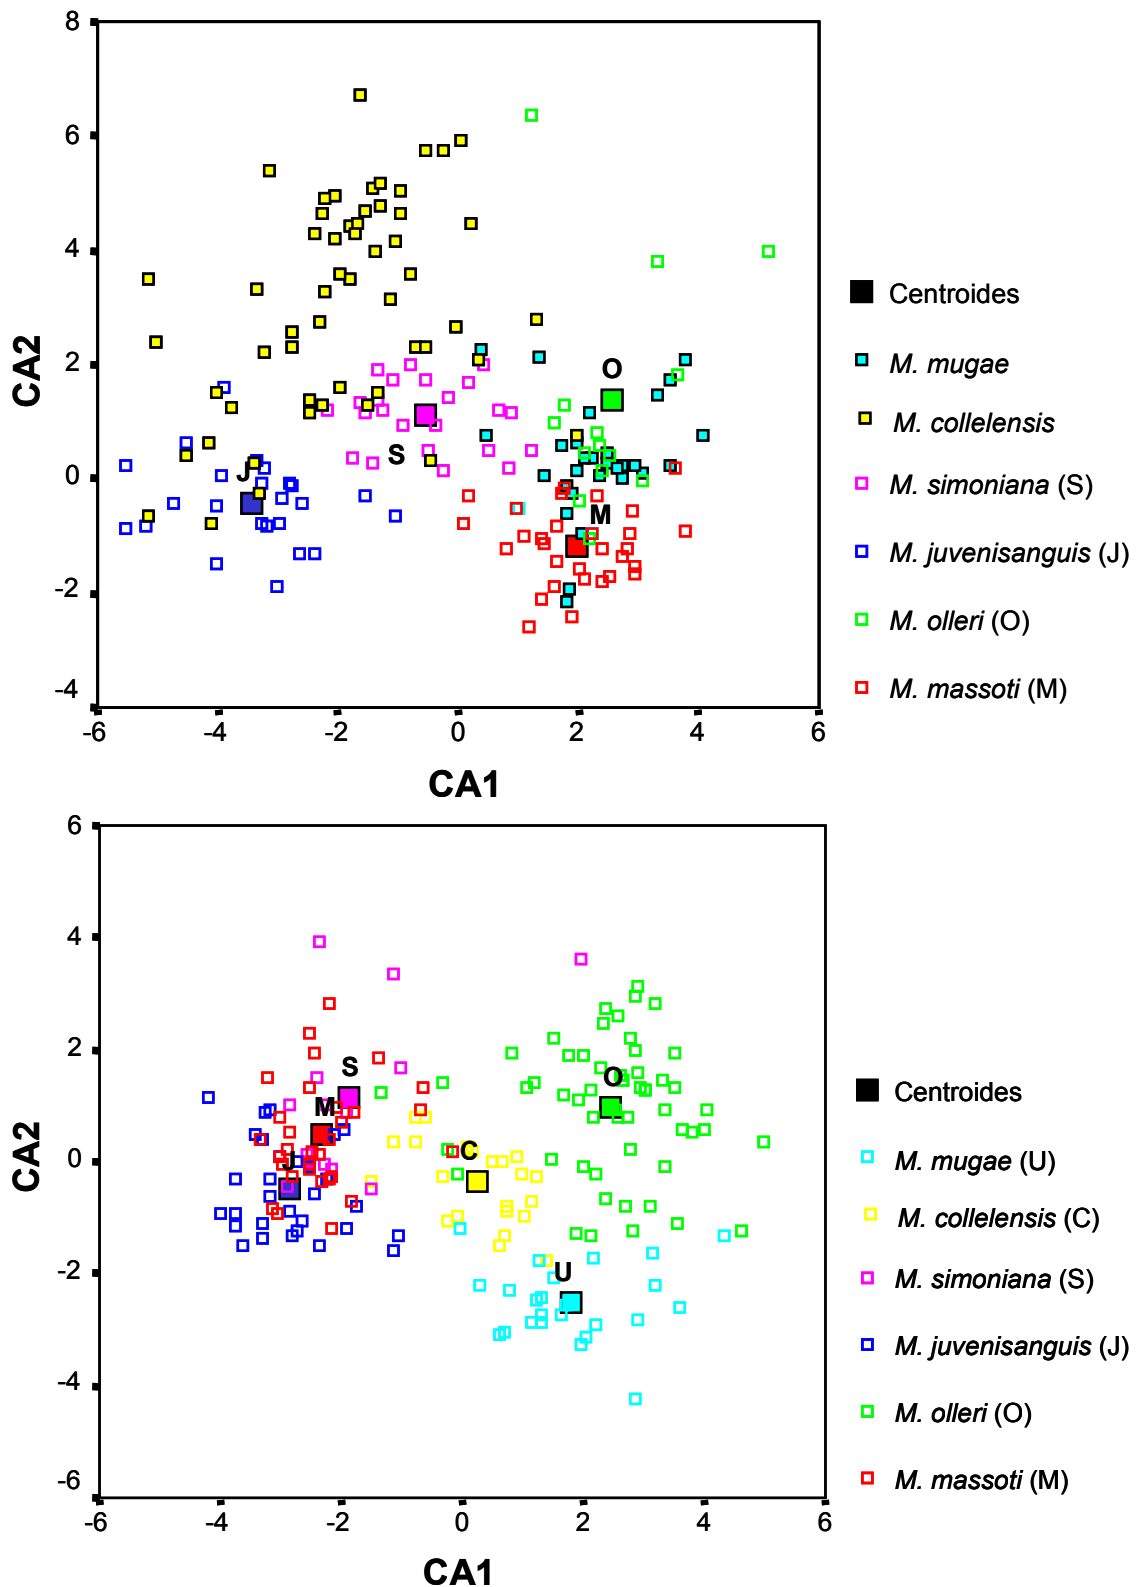 8
6
4
2
0
-2
-4
CA2
-6 -4 -2 0 2 4 6
CA1
O
S
J
M
Centroides
M. mugae
M. collelensis
M. simoniana (S)
M. juvenisanguis (J)
M. olleri (O)
M. massoti (M)
6
4
2
0
-2
-4
-6
CA2
-6 -4 -2 0 2 4 6
CA1
S
M
J
O
C
U
Centroides
M. mugae (U)
M. collelensis (C)
M. simoniana (S)
M. juvenisanguis (J)
M. olleri (O)
M. massoti (M)